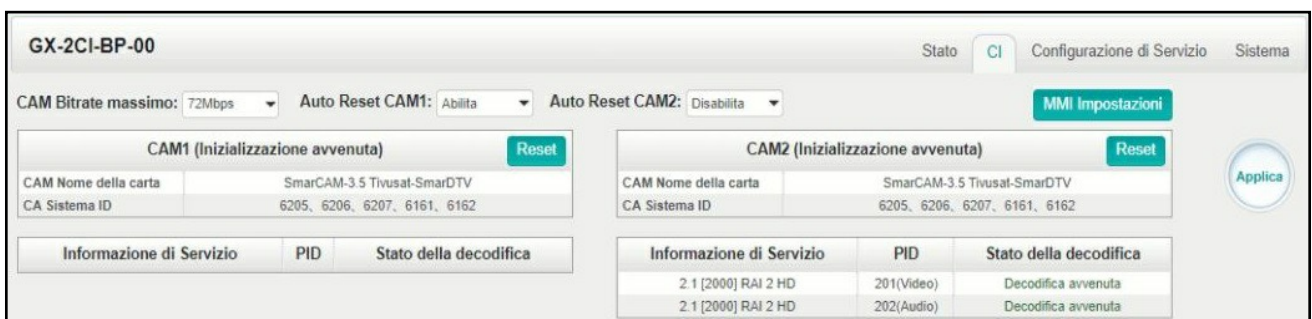 GX-2CI-BP-00
Stato CI Configurazione di Servizio Sistema
CAM Bitrate massimo: 72Mbps Auto Reset CAM1: Abilita Auto Reset CAM2: Disabilita MMI Impostazioni
CAM1 (Inizializzazione avvenuta) Reset
CAM Nome della carta SmarCAM-3.5 Tivusat-SmarDTV
CA Sistema ID 6205、6206、6207、6161、6162
Informazione di Servizio PID Stato della decodifica
CAM2 (Inizializzazione avvenuta) Reset
CAM Nome della carta SmarCAM-3.5 Tivusat-SmarDTV
CA Sistema ID 6205、6206、6207、6161、6162
Informazione di Servizio PID Stato della decodifica
2.1 [2000] RAI 2 HD 201(Video) Decodifica avvenuta
2.1 [2000] RAI 2 HD 202(Audio) Decodifica avvenuta
Applica